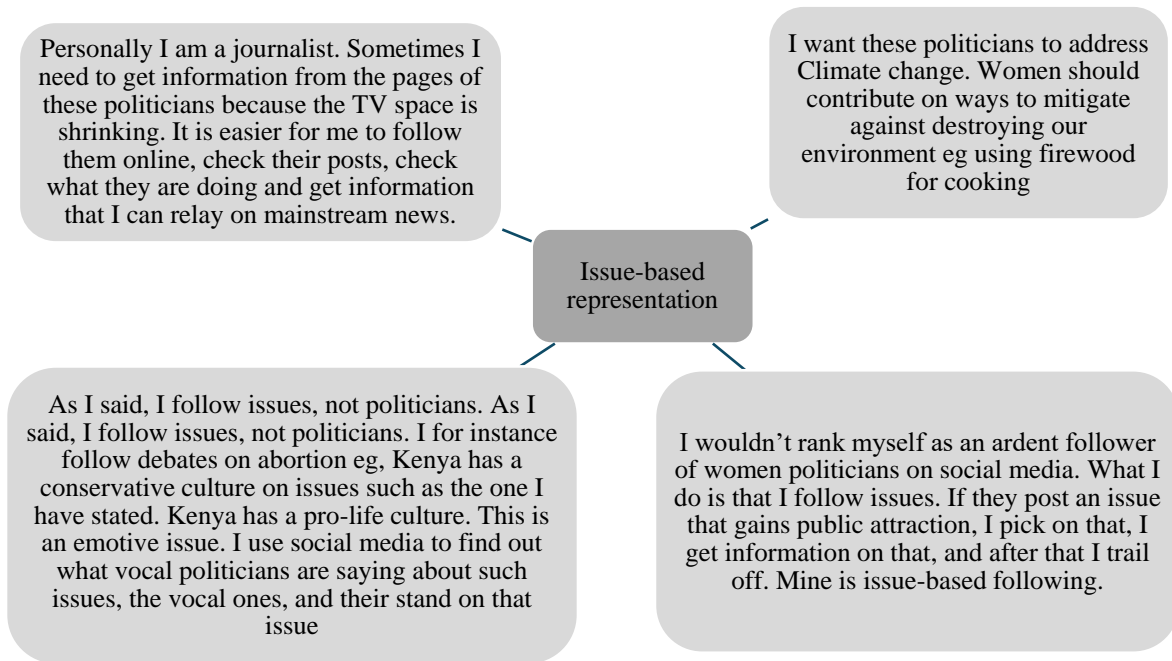 Personally I am a journalist. Sometimes I
need to get information from the pages of
these politicians because the TV space is
shrinking. It is easier for me to follow
them online, check their posts, check
what they are doing and get information
that I can relay on mainstream news.
I want these politicians to address
Climate change. Women should
contribute on ways to mitigate
against destroying our
environment eg using firewood
for cooking
Issue-based
representation
As I said, I follow issues, not politicians. As I
said, I follow issues, not politicians. I for instance
follow debates on abortion eg, Kenya has a
conservative culture on issues such as the one I
have stated. Kenya has a pro-life culture. This is
an emotive issue. I use social media to find out
what vocal politicians are saying about such
issues, the vocal ones, and their stand on that
issue
I wouldn’t rank myself as an ardent follower
of women politicians on social media. What I
do is that I follow issues. If they post an issue
that gains public attraction, I pick on that, I
get information on that, and after that I trail
off. Mine is issue-based following.